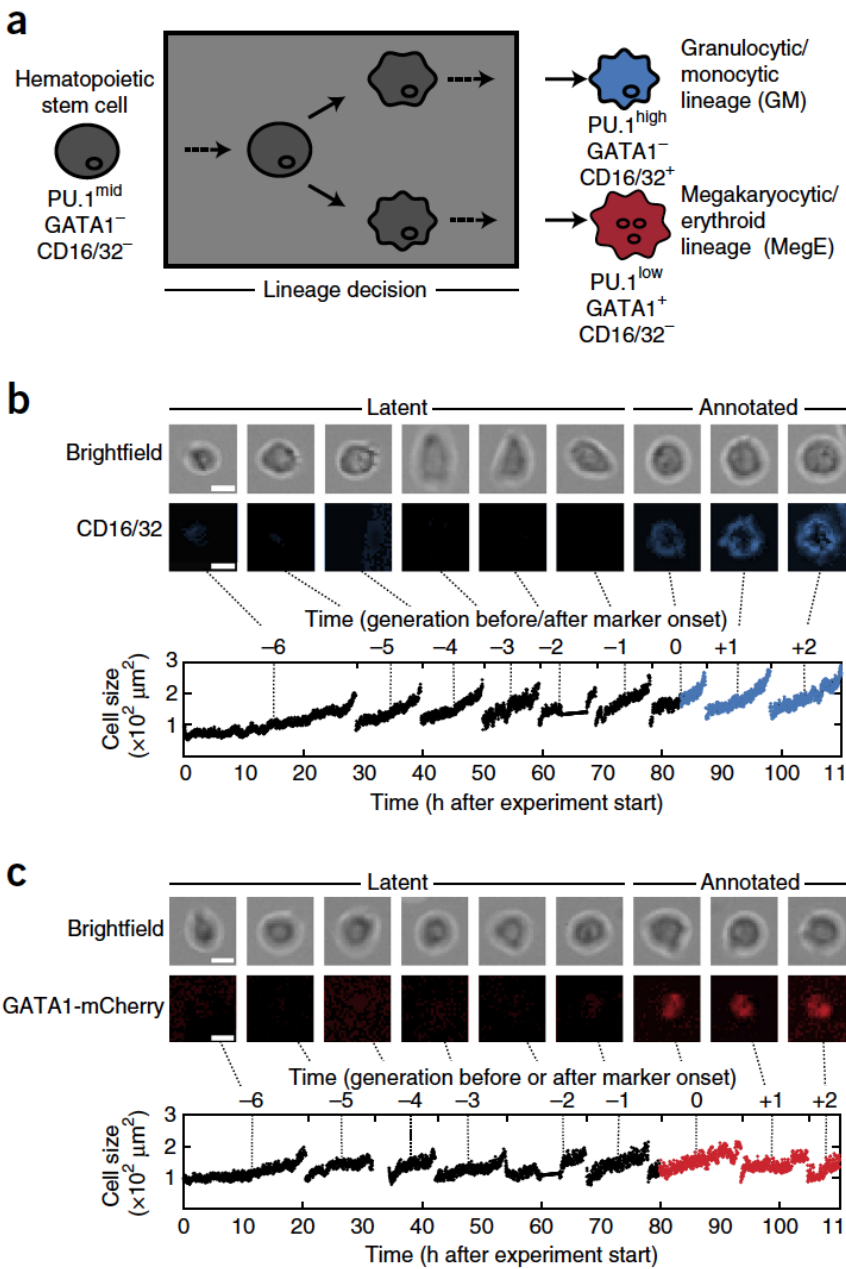 a
Hematopoietic
stem cell
PU.1mid
GATA1−
CD16/32−
Lineage decision
PU.1high
GATA1−
CD16/32+
Granulocytic/
monocytic
lineage (GM)
PU.1low
GATA1+
CD16/32−
Megakaryocytic/
erythroid
lineage (MegE)
b
Latent Annotated
Brightfield
CD16/32
Time (generation before/after marker onset)
−6 −5 −4 −3 −2 −1 0 +1 +2
Cell size
(×10² μm²)
3
2
1
0 10 20 30 40 50 60 70 80 90 100 110
Time (h after experiment start)
c
Latent Annotated
Brightfield
GATA1-mCherry
Time (generation before or after marker onset)
−6 −5 −4 −3 −2 −1 0 +1 +2
Cell size
(×10² μm²)
3
2
1
0 10 20 30 40 50 60 70 80 90 100 110
Time (h after experiment start)